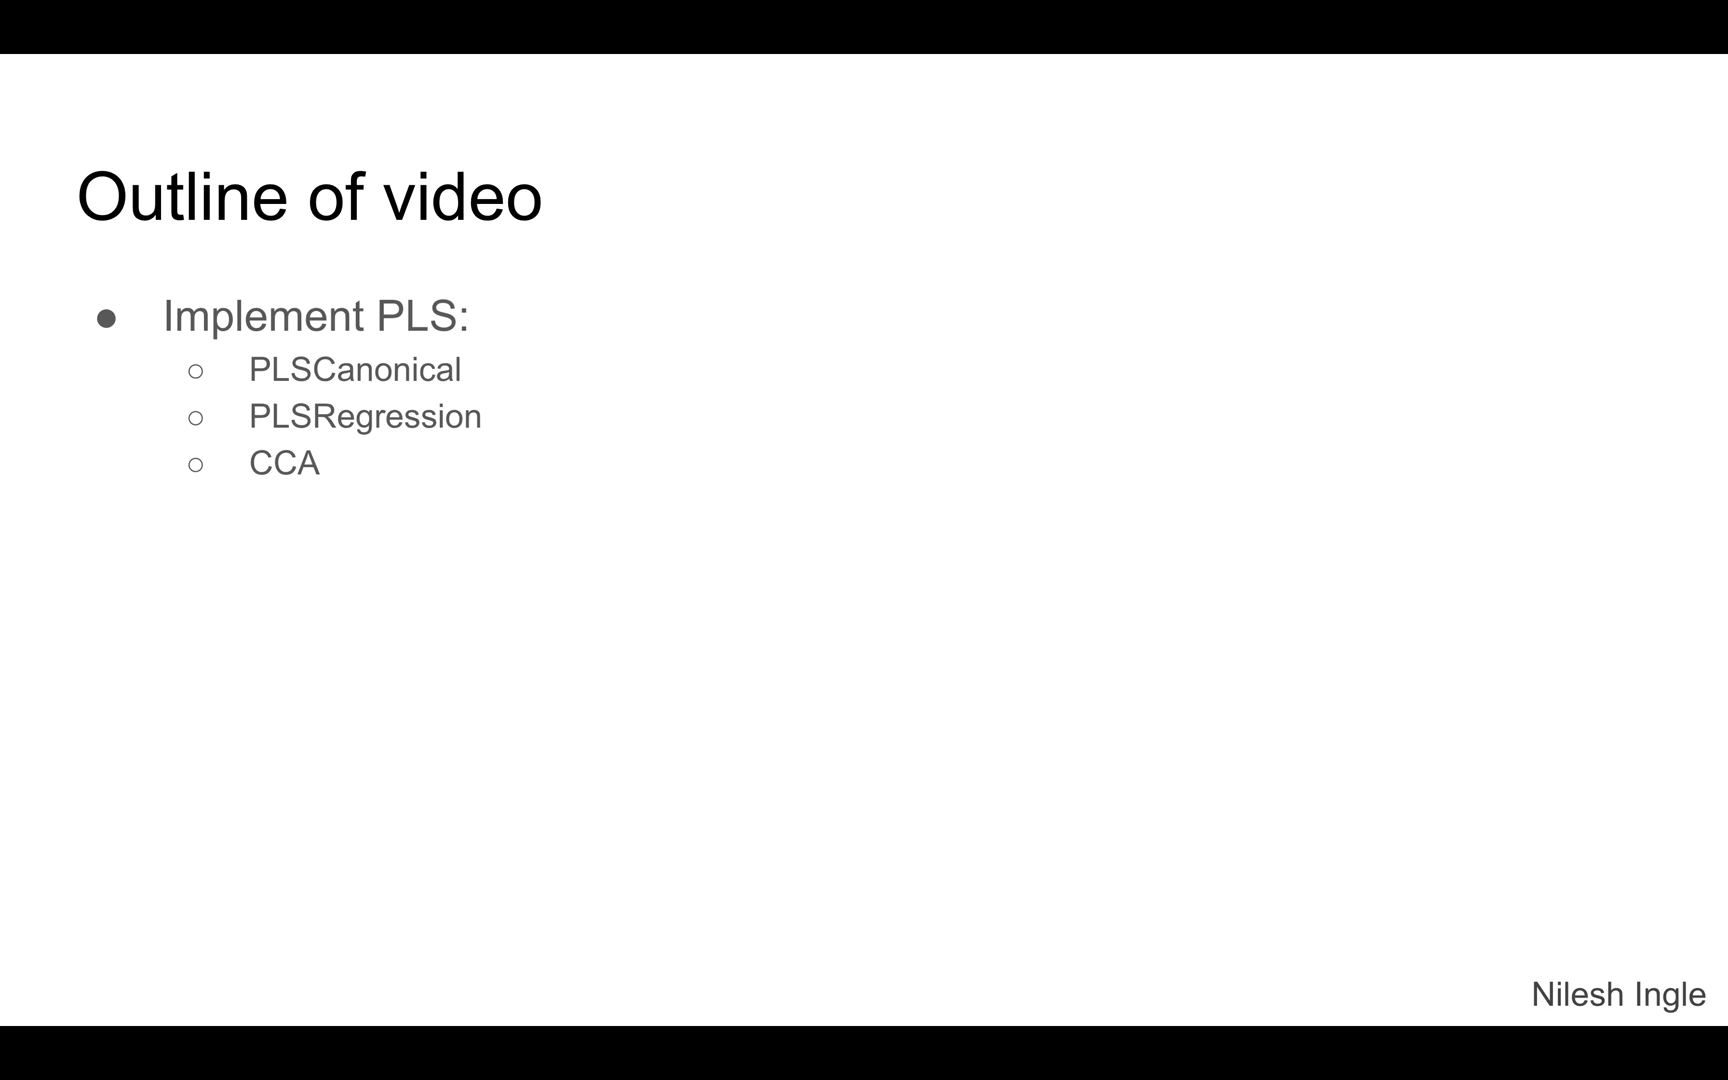 Outline of video
● Implement PLS:
○ PLSCanonical
○ PLSRegression
○ CCA
Nilesh Ingle